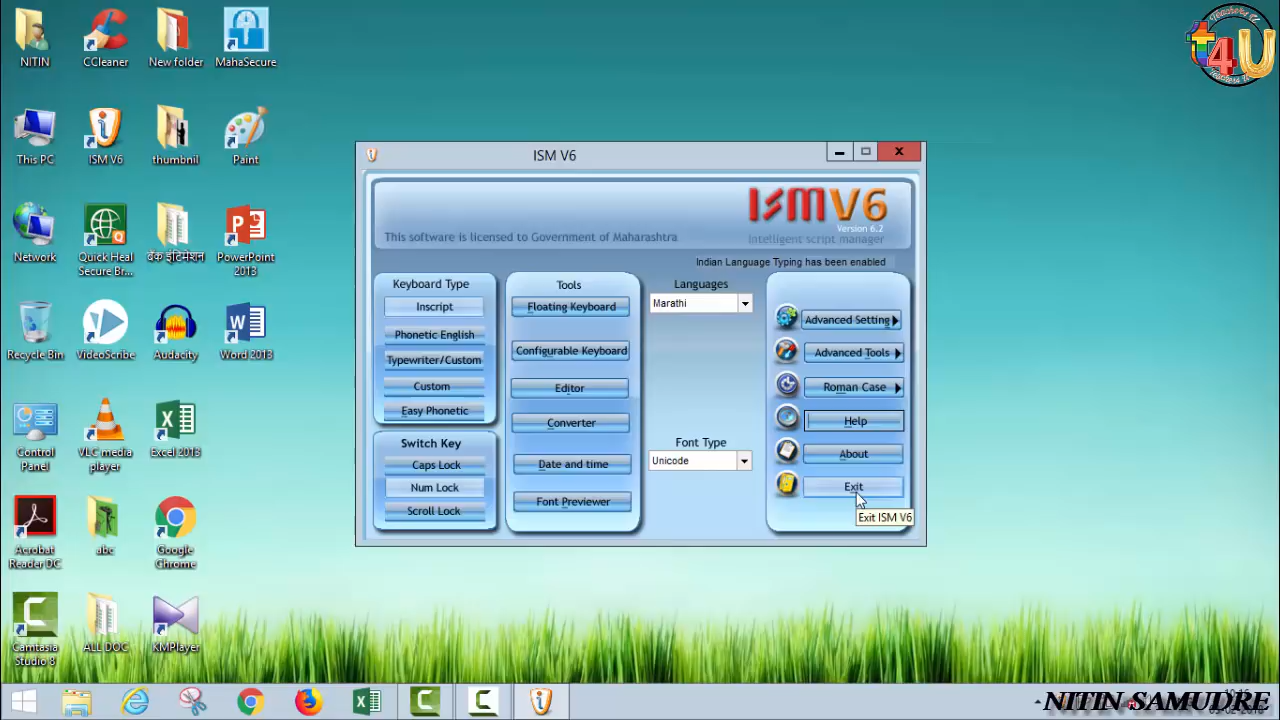 NITIN
CCleaner
New folder
MahaSecure
t4U
This PC
ISM V6
thumbnil
Paint
Network
Quick Heal
Secure Br...
बँक इंटिमेशन
PowerPoint
2013
Recycle Bin
VideoScribe
Audacity
Word 2013
Control
Panel
VLC media
player
Excel 2013
Acrobat
Reader DC
abc
Google
Chrome
Camtasia
Studio 8
ALL DOC
KMPlayer
ISM V6
ISMV6
Version 6.2
This software is licensed to Government of Maharashtra
Intelligent script manager
Indian Language Typing has been enabled
Keyboard Type
Inscript
Phonetic English
Typewriter/Custom
Custom
Easy Phonetic
Switch Key
Caps Lock
Num Lock
Scroll Lock
Tools
Floating Keyboard
Configurable Keyboard
Editor
Converter
Date and time
Font Previewer
Languages
Marathi
Font Type
Unicode
Advanced Setting
Advanced Tools
Roman Case
Help
About
Exit
Exit ISM V6
NITIN SAMUDRE